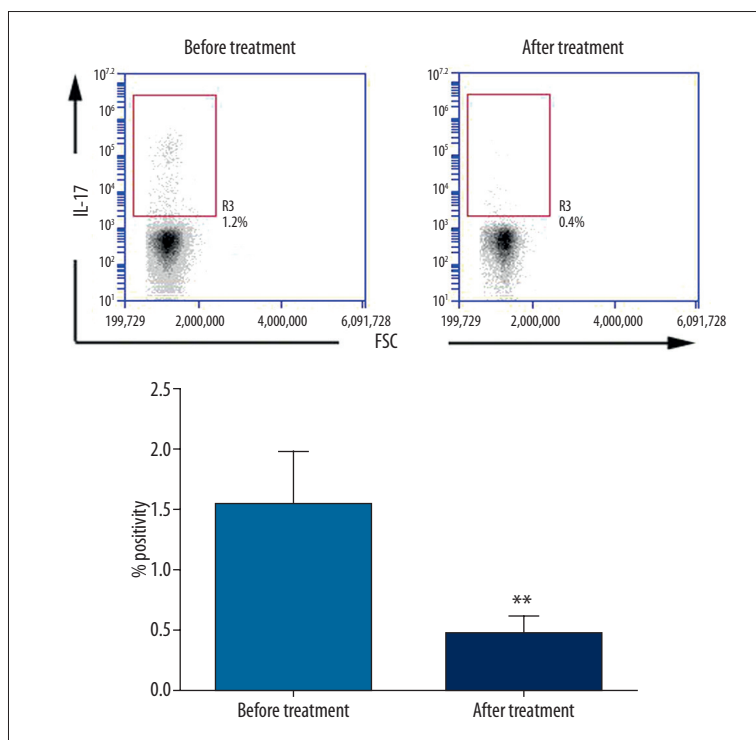 Before treatment
After treatment
IL-17
10^7.2
10^6
10^5
10^4
10^3
10^2
10^1
R3
1.2%
199,729 2,000,000 4,000,000 6,091,728
10^7.2
10^6
10^5
10^4
10^3
10^2
10^1
R3
0.4%
199,729 2,000,000 4,000,000 6,091,728
FSC
% positivity
2.5
2.0
1.5
1.0
0.5
0.0
**
Before treatment
After treatment